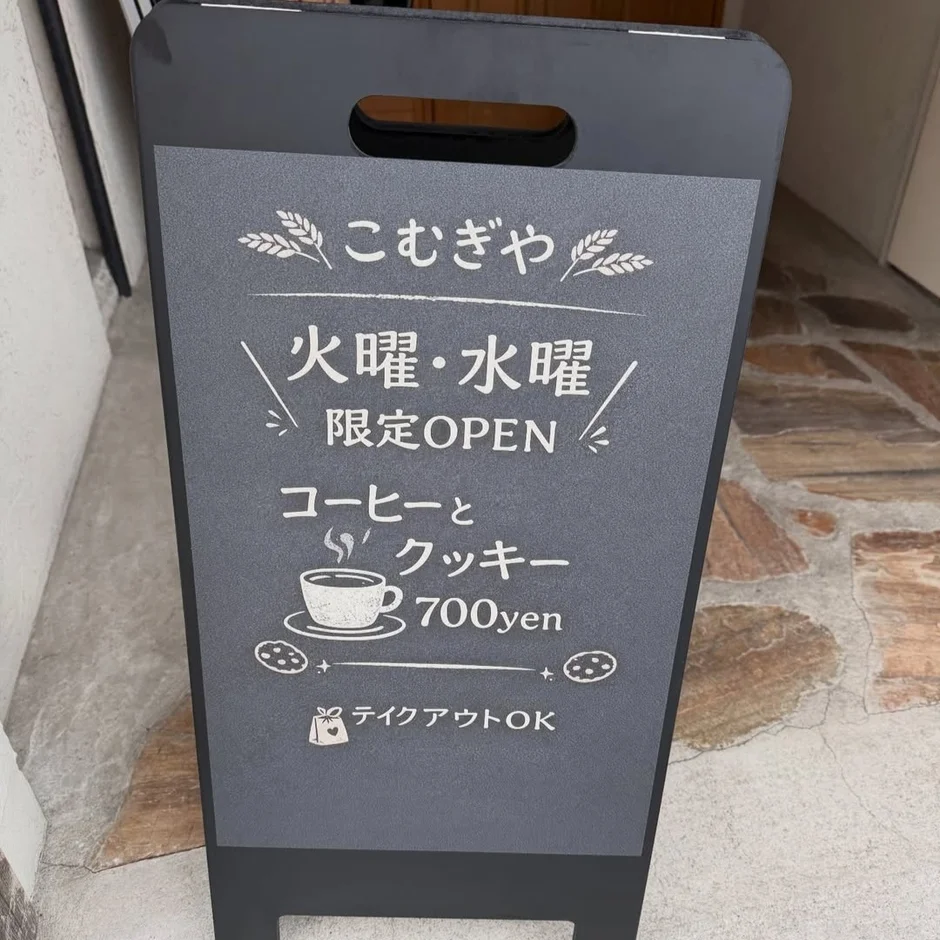 こむぎや
火曜・水曜
限定OPEN
コーヒーと
クッキー
700yen
テイクアウトOK